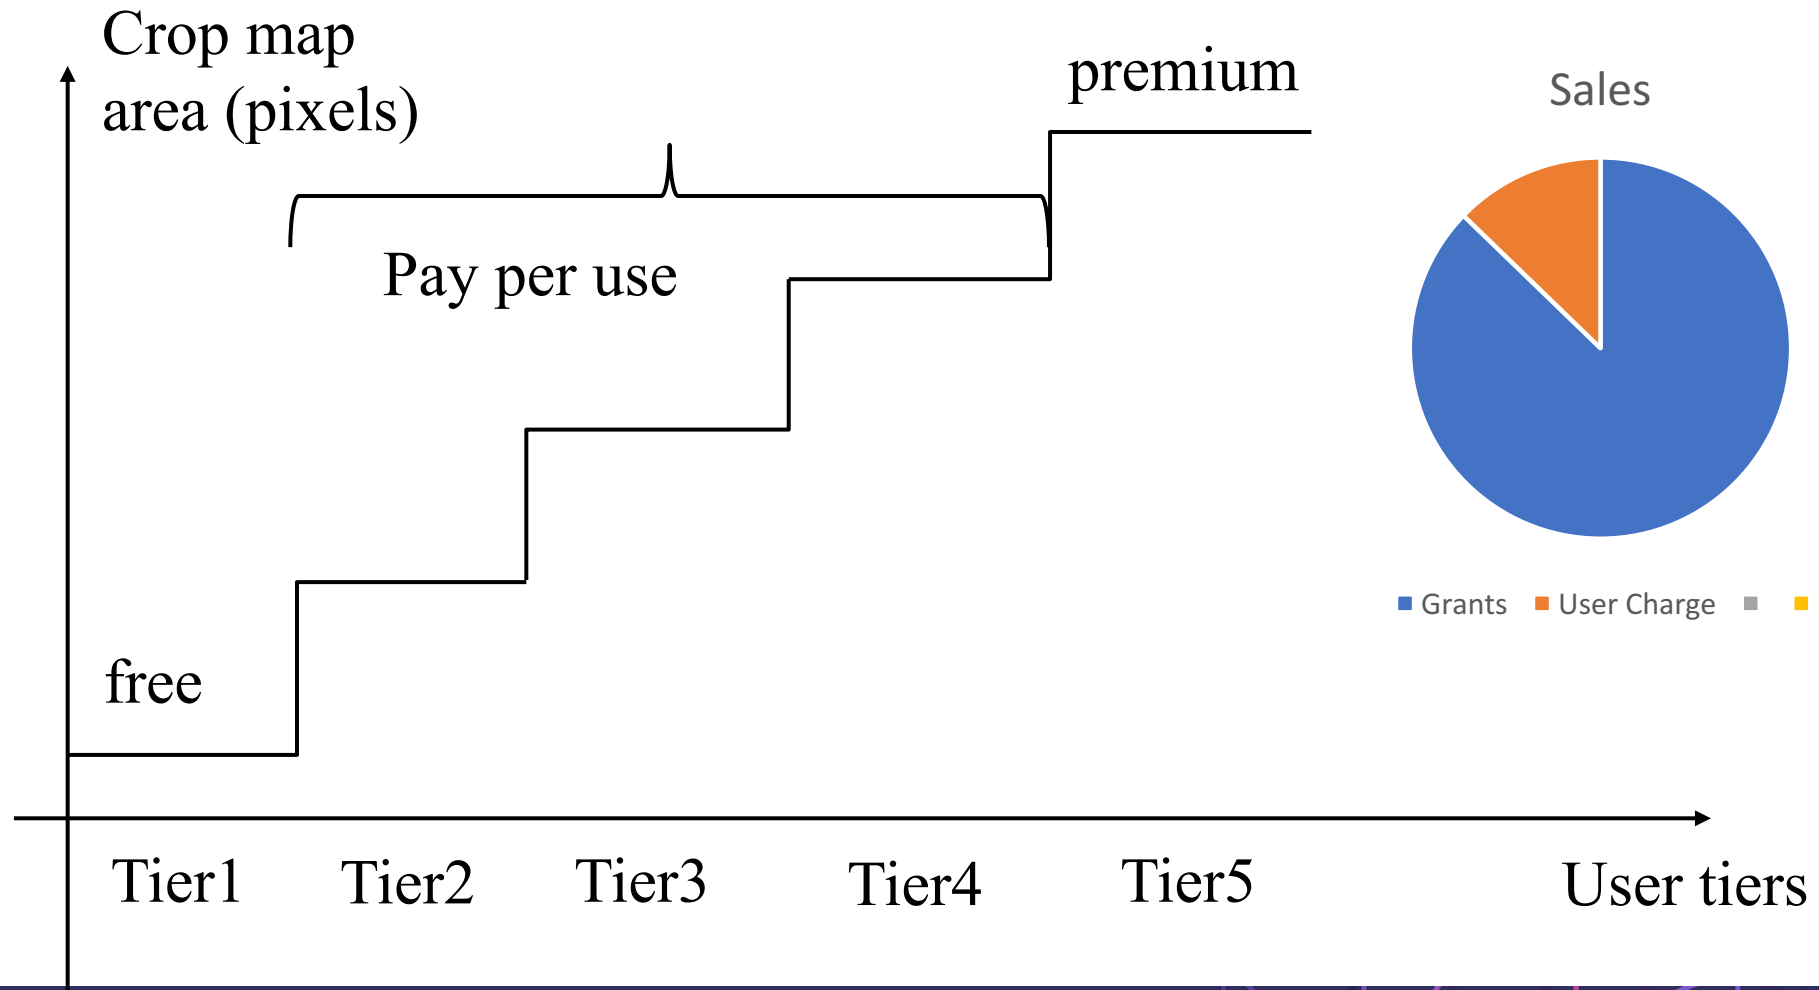 Crop map
area (pixels)
premium
Pay per use
free
Tier1
Tier2
Tier3
Tier4
Tier5
User tiers
Sales
Grants
User Charge